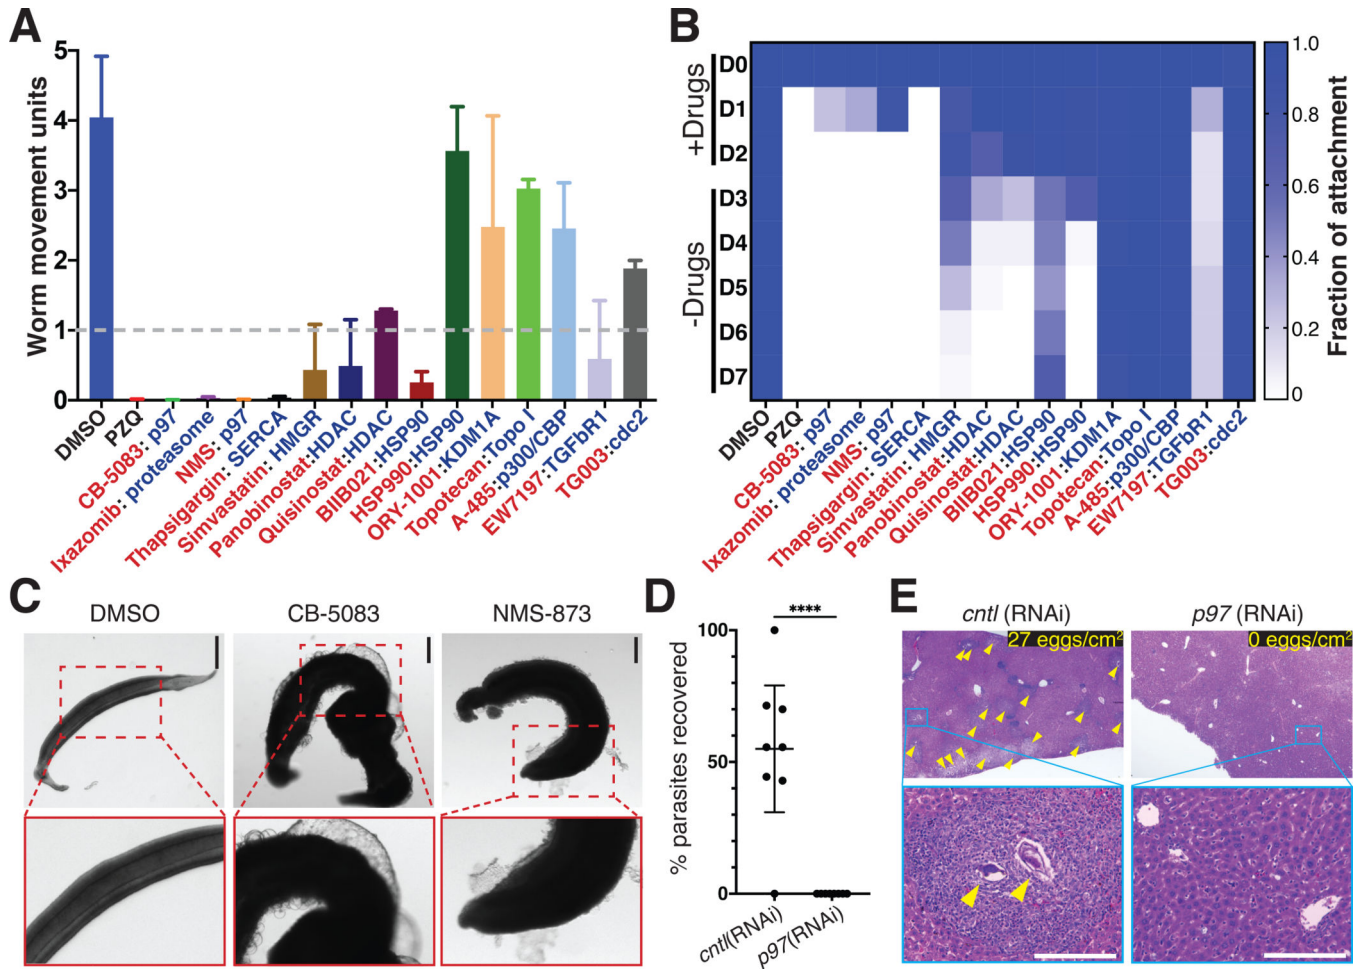 A
Worm movement units
5
4
3
2
1
0
DMSO
PZQ
CB-5083: p97
Ixazomib: proteasome
NMS: p97
Thapsigargin: SERCA
Simvastatin: HMGR
Panobinostat:HDAC
Quisinostat:HDAC
BIIB021:HSP90
HSP990:HSP90
ORY-1001:KDM1A
Topotecan:Topo I
A-485:p300/CBP
EW7197:TGFbR1
TG003:cdc2
B
+Drugs
-Drugs
D0
D1
D2
D3
D4
D5
D6
D7
1.0
0.8
0.6
0.4
0.2
0
Fraction of attachment
DMSO
PZQ
CB-5083: p97
Ixazomib: proteasome
NMS: p97
Thapsigargin: SERCA
Simvastatin: HMGR
Panobinostat:HDAC
Quisinostat:HDAC
BIIB021:HSP90
HSP990:HSP90
ORY-1001:KDM1A
Topotecan:Topo I
A-485:p300/CBP
EW7197:TGFbR1
TG003:cdc2
C
DMSO
CB-5083
NMS-873
D
% parasites recovered
100
50
0
****
cntl(RNAi)
p97(RNAi)
E
cntl (RNAi)
p97 (RNAi)
27 eggs/cm²
0 eggs/cm²